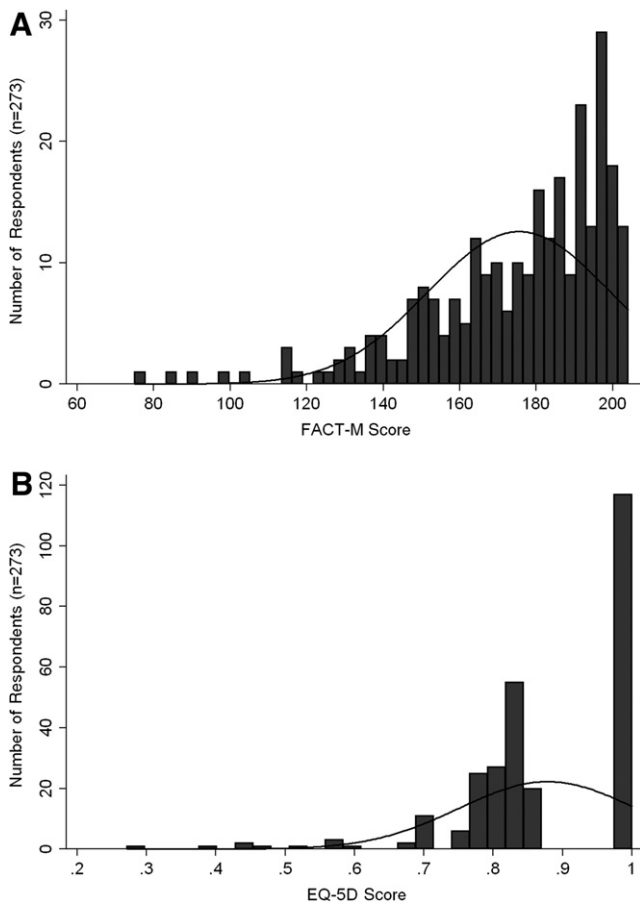 A
30
20
10
0
Number of Respondents (n=273)
60 80 100 120 140 160 180 200
FACT-M Score
B
120
100
80
60
40
20
0
Number of Respondents (n=273)
.2 .3 .4 .5 .6 .7 .8 .9 1
EQ-5D Score